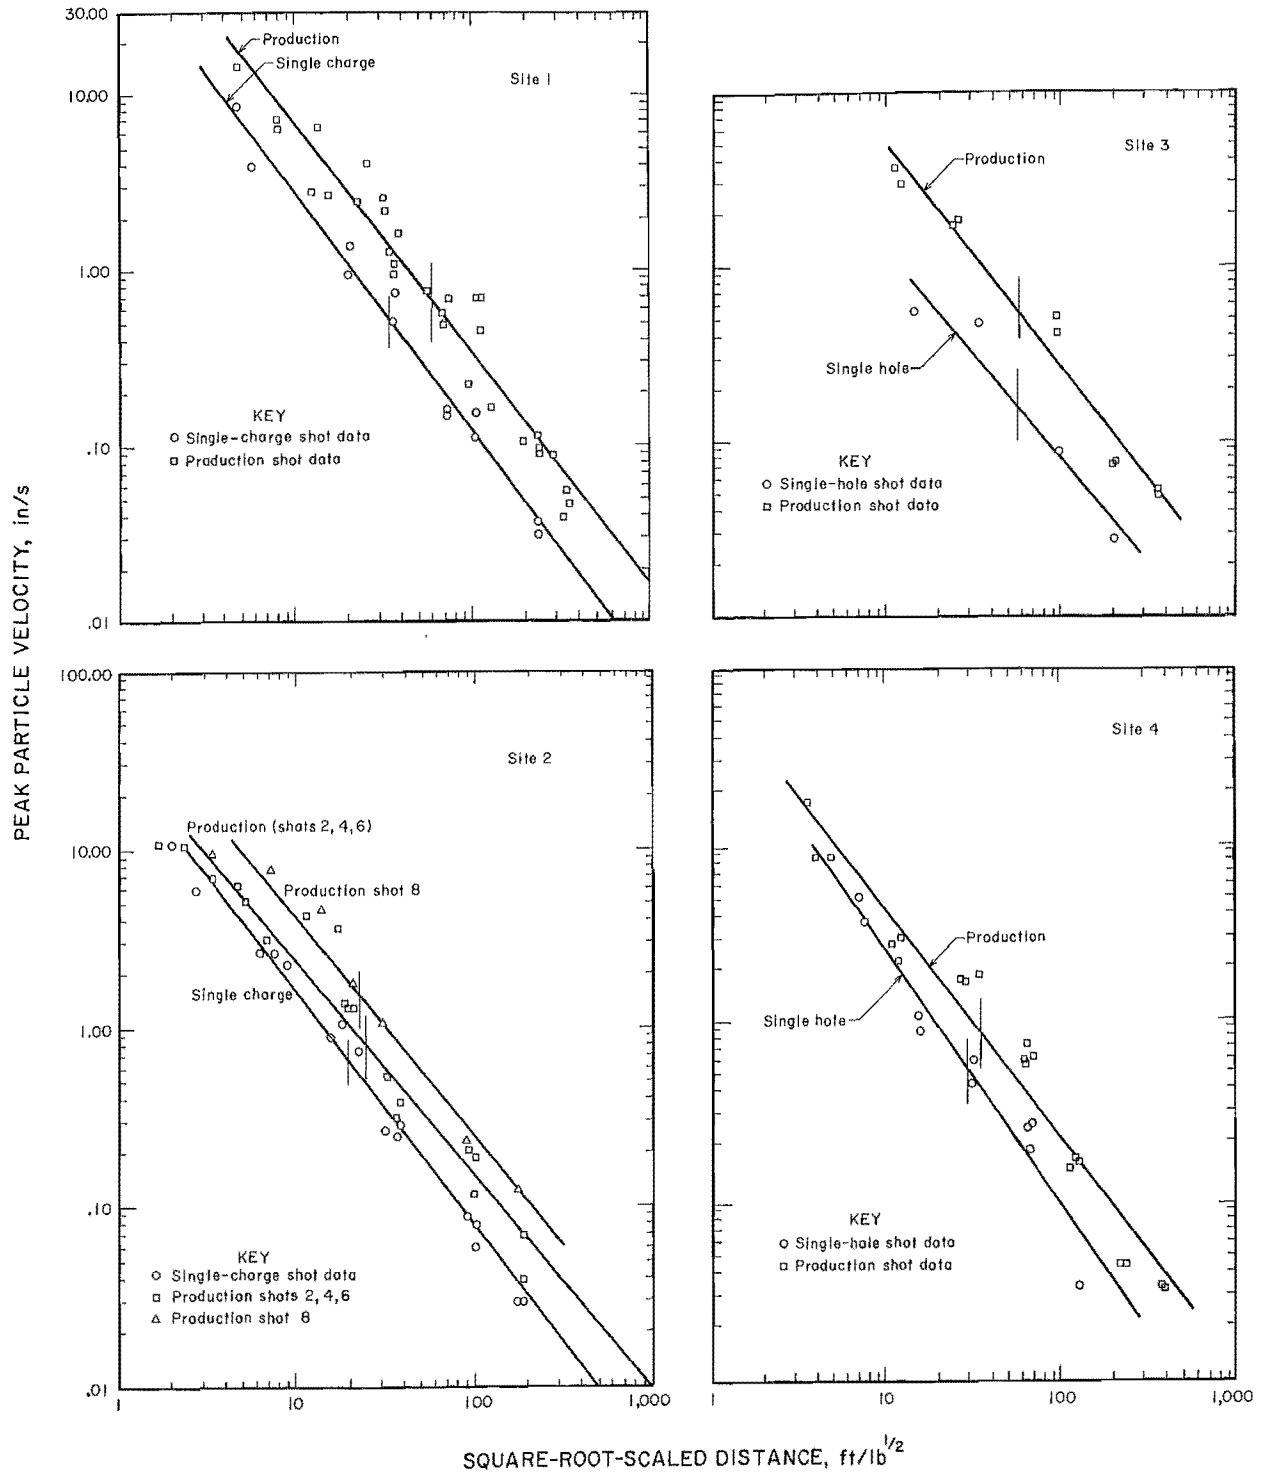 PEAK PARTICLE VELOCITY, in/s
30.00
10.00
1.00
.10
.01
Production
Single charge
Site 1
KEY
Single-charge shot data
Production shot data
Site 3
Production
Single hole
KEY
Single-hole shot data
Production shot data
100.00
10.00
1.00
.10
.01
Site 2
Production (shots 2, 4, 6)
Production shot 8
Single charge
KEY
Single-charge shot data
Production shots 2, 4, 6
Production shot 8
1 10 100 1,000
Site 4
Production
Single hole
KEY
Single-hole shot data
Production shot data
1 10 100 1,000
SQUARE-ROOT-SCALED DISTANCE, ft/lb1/2